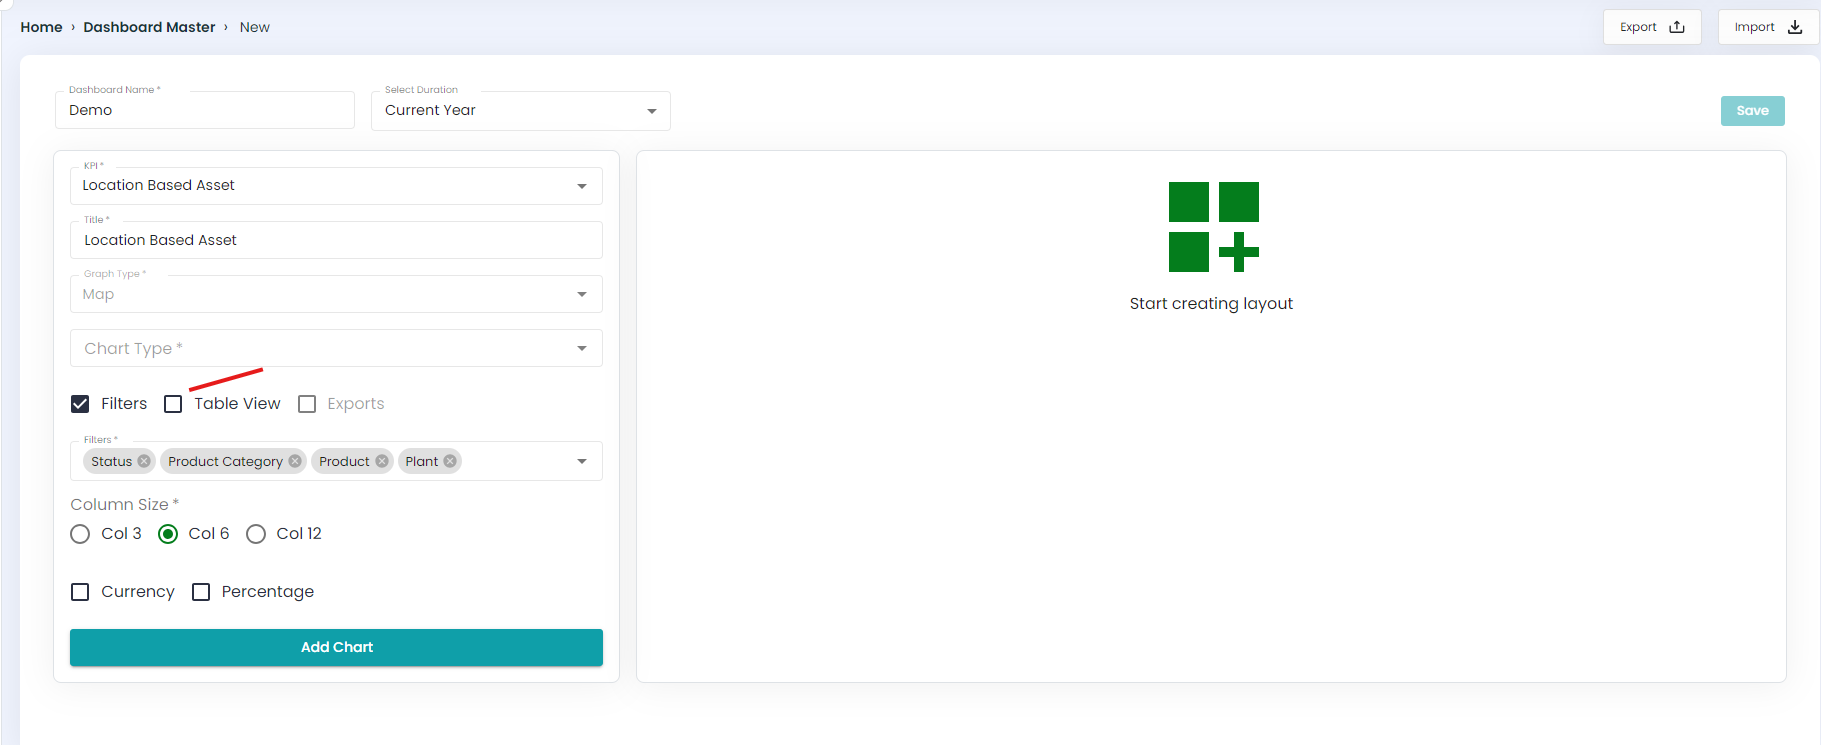 Home › Dashboard Master › New
Export
Import
Dashboard Name *
Demo
Select Duration
Current Year
Save
KPI *
Location Based Asset
Title *
Location Based Asset
Graph Type *
Map
Chart Type *
Filters Table View Exports
Filters *
Status Product Category Product Plant
Column Size *
Col 3 Col 6 Col 12
Currency Percentage
Add Chart
Start creating layout